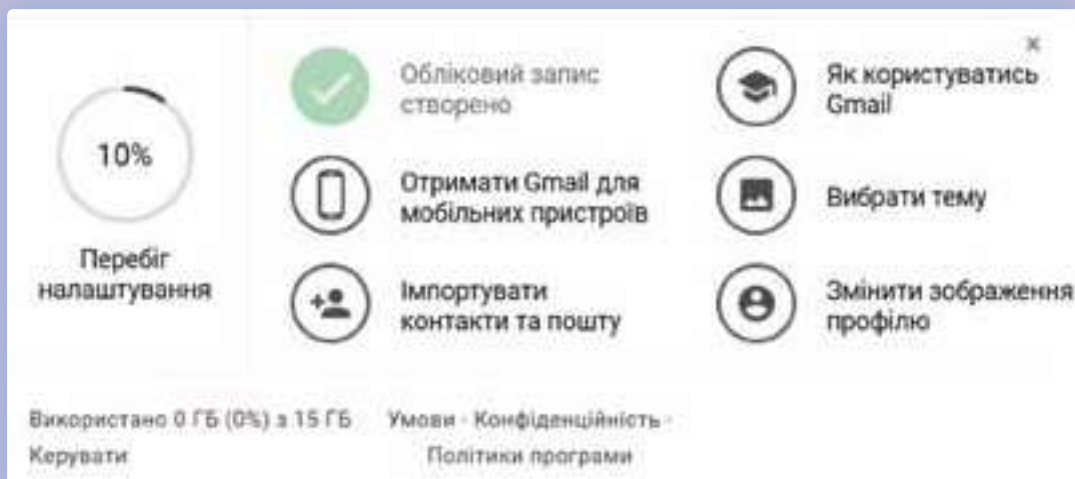 10%
Перебіг
налаштування
Обліковий запис
створено
Отримати Gmail для
мобільних пристроїв
Імпортувати
контакти та пошту
Як користуватись
Gmail
Вибрати тему
Змінити зображення
профілю
Використано 0 ГБ (0%) з 15 ГБ
Керувати
Умови - Конфіденційність -
Політики програми